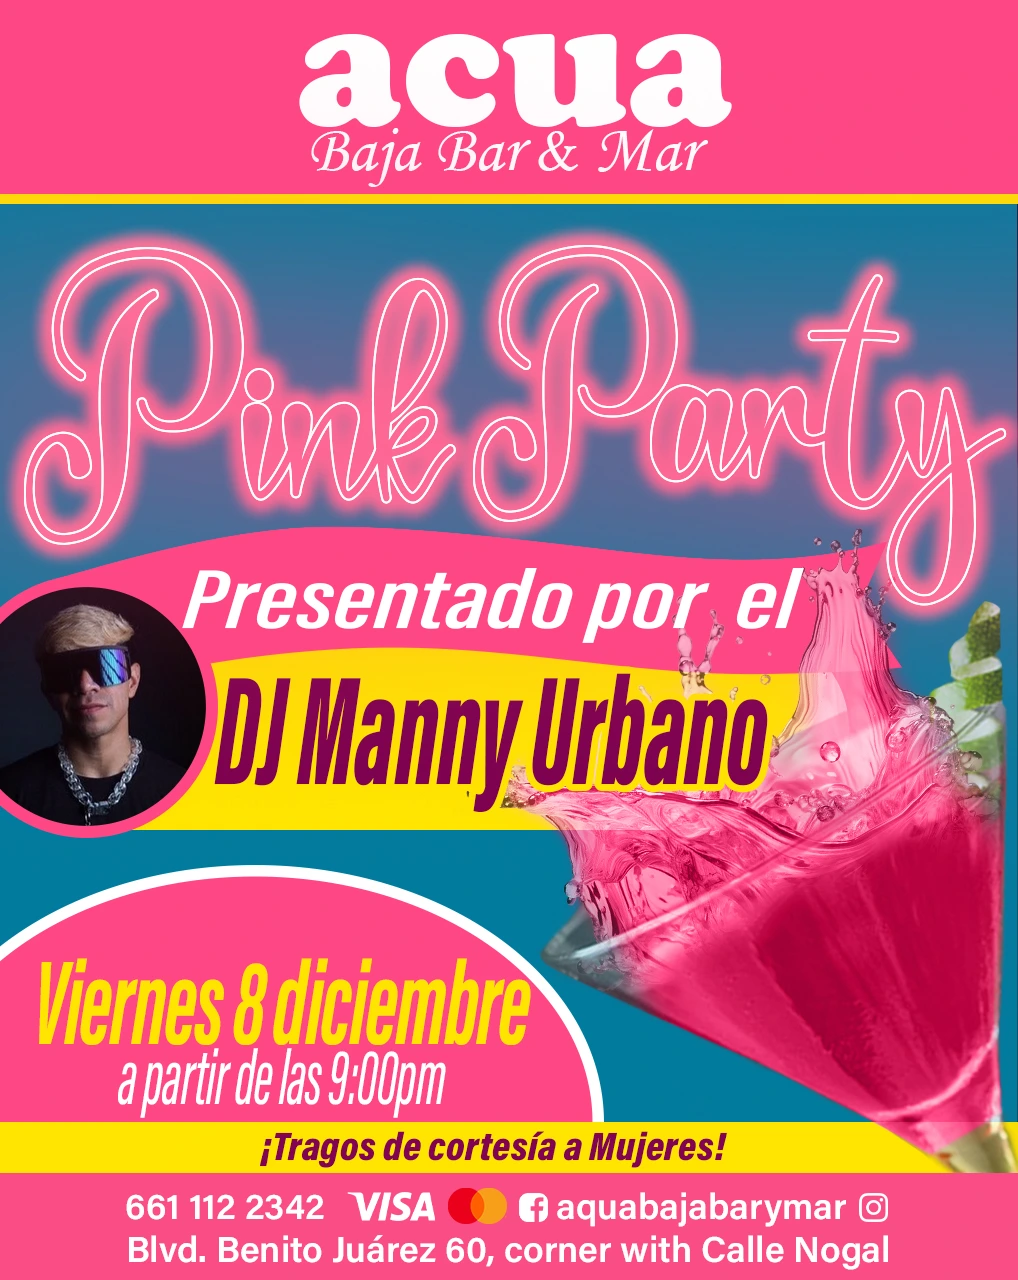 acua
Baja Bar & Mar
Pink Party
Presentado por el
DJ Manny Urbano
Viernes 8 diciembre
a partir de las 9:00pm
¡Tragos de cortesía a Mujeres!
661 112 2342 VISA aquabajabarymar
Blvd. Benito Juárez 60, corner with Calle Nogal